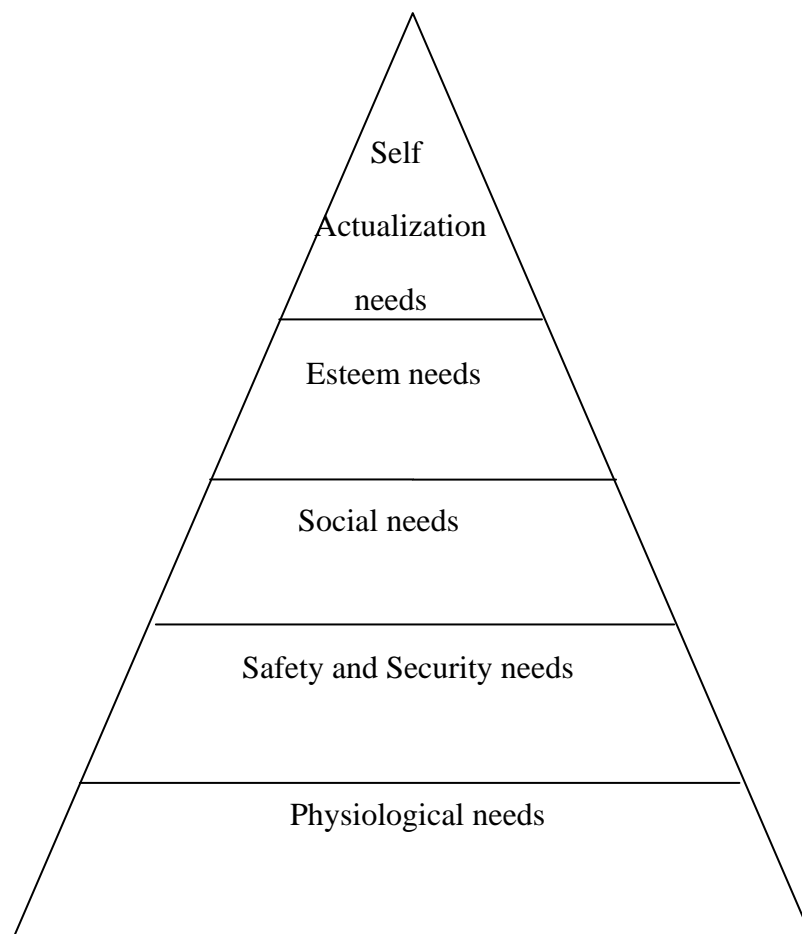 Self
Actualization
needs
Esteem needs
Social needs
Safety and Security needs
Physiological needs